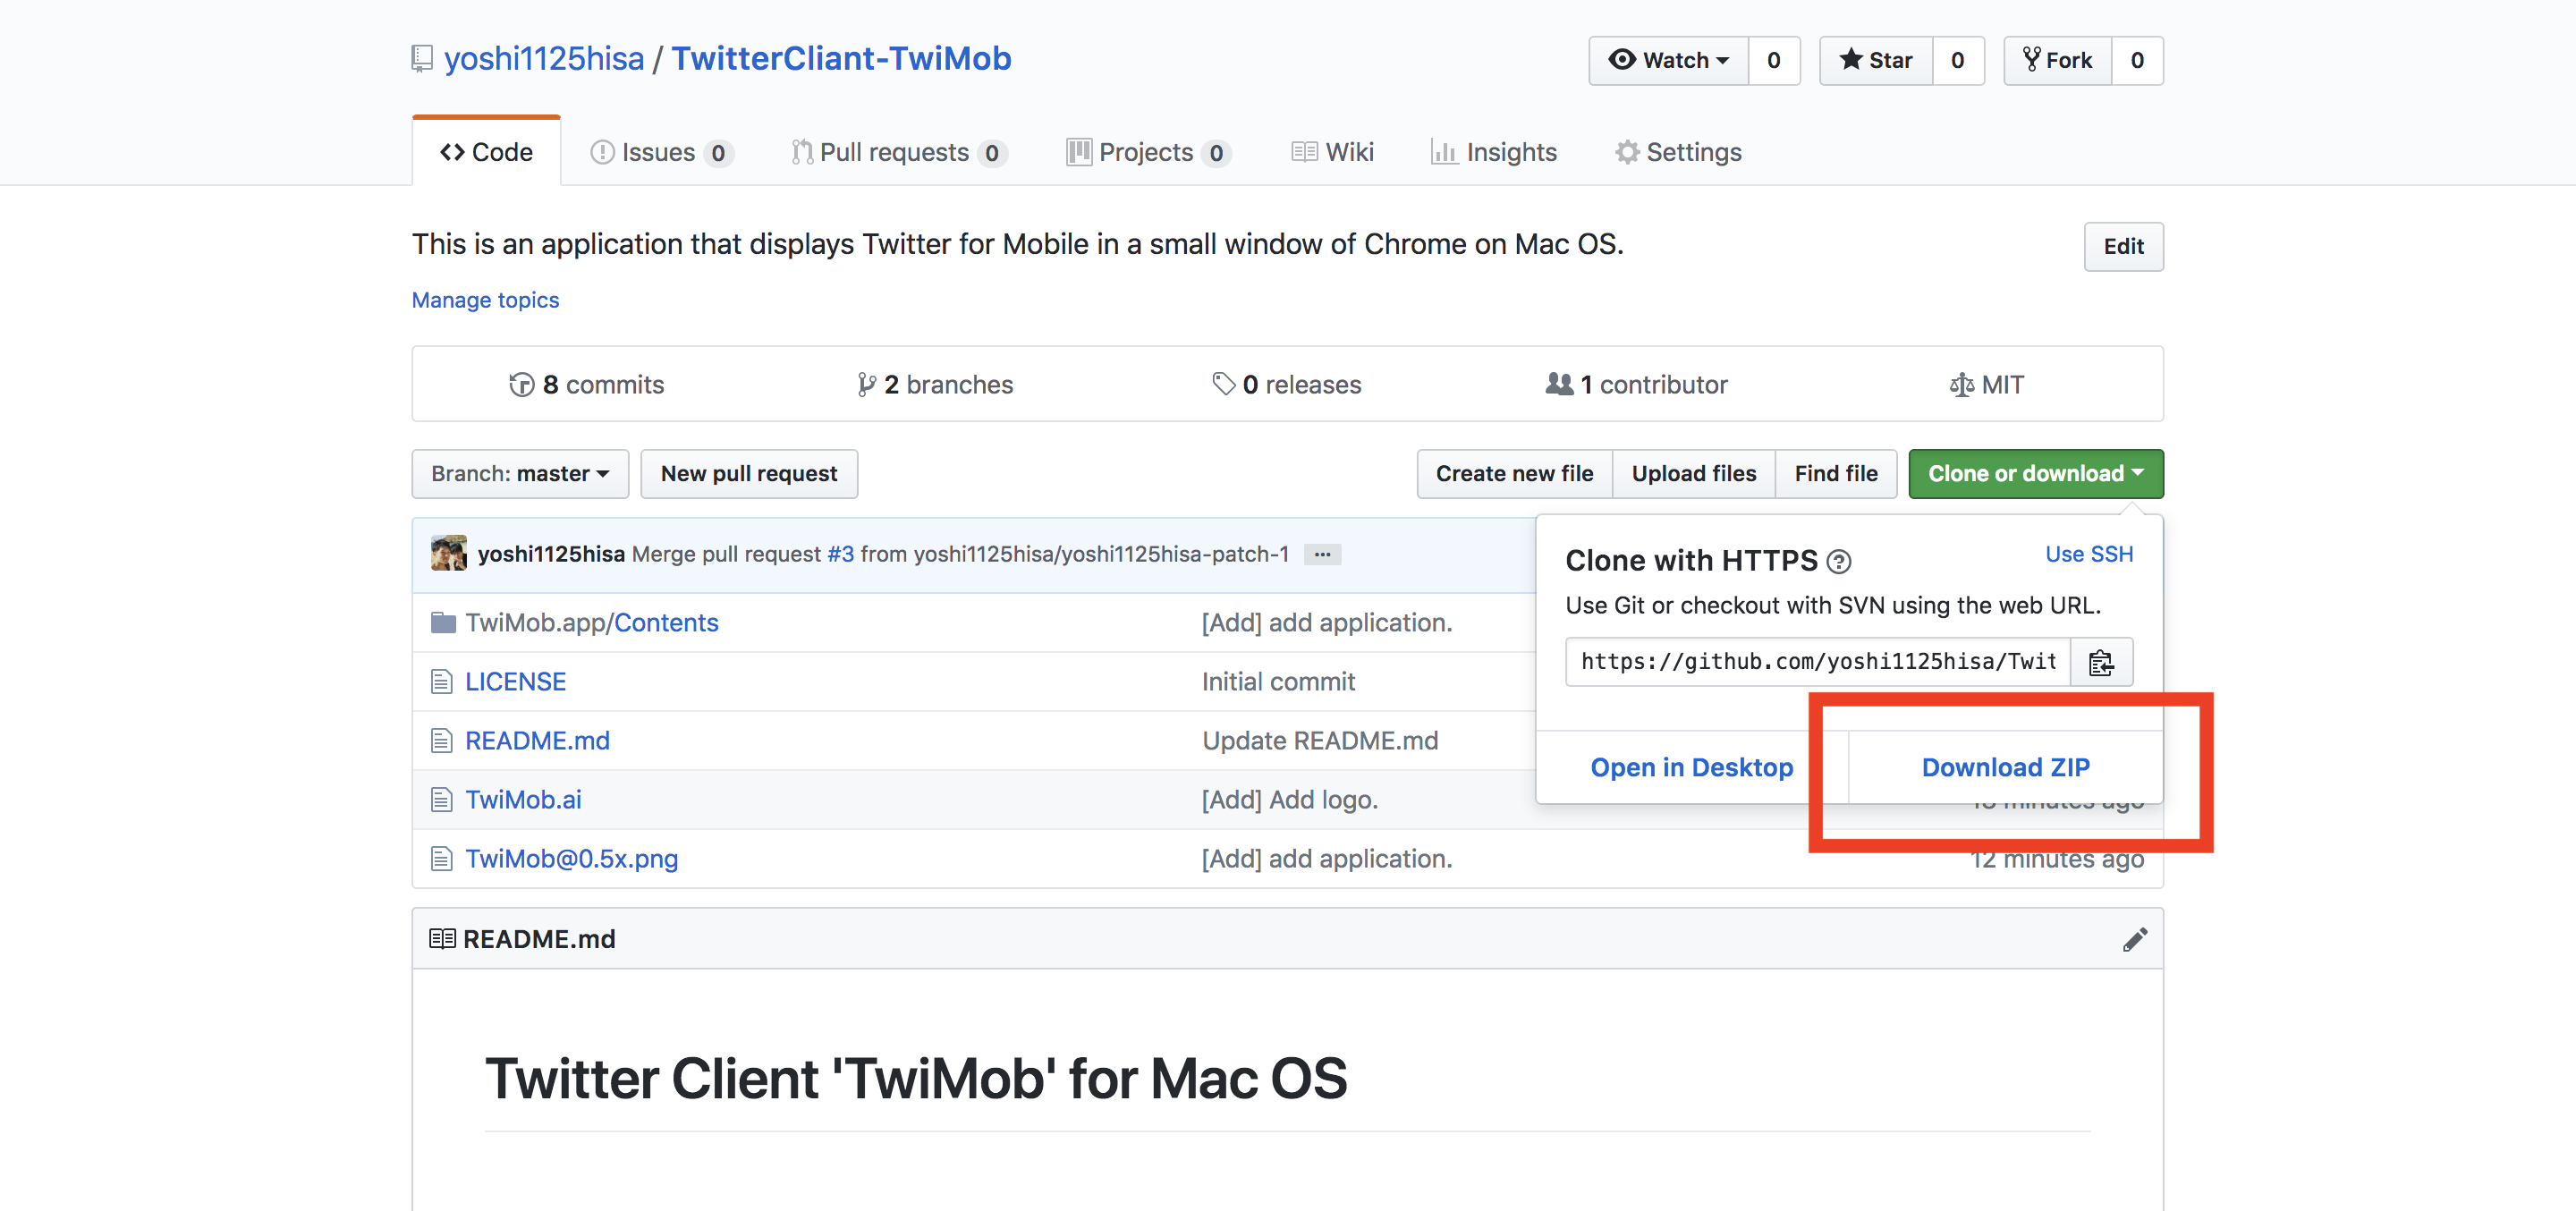 yoshi1125hisa / TwitterCliant-TwiMob
Watch 0 Star 0 Fork 0
Code Issues 0 Pull requests 0 Projects 0 Wiki Insights Settings
This is an application that displays Twitter for Mobile in a small window of Chrome on Mac OS.
Edit
Manage topics
8 commits 2 branches 0 releases 1 contributor MIT
Branch: master New pull request Create new file Upload files Find file Clone or download
yoshi1125hisa Merge pull request #3 from yoshi1125hisa/yoshi1125hisa-patch-1 ...
TwiMob.app/Contents [Add] add application.
LICENSE Initial commit
README.md Update README.md
TwiMob.ai [Add] Add logo.
minutes ago
TwiMob@0.5x.png [Add] add application. 12 minutes ago
Clone with HTTPS ?
Use SSH
Use Git or checkout with SVN using the web URL.
https://github.com/yoshi1125hisa/Twit
Open in Desktop Download ZIP
README.md
Twitter Client 'TwiMob' for Mac OS